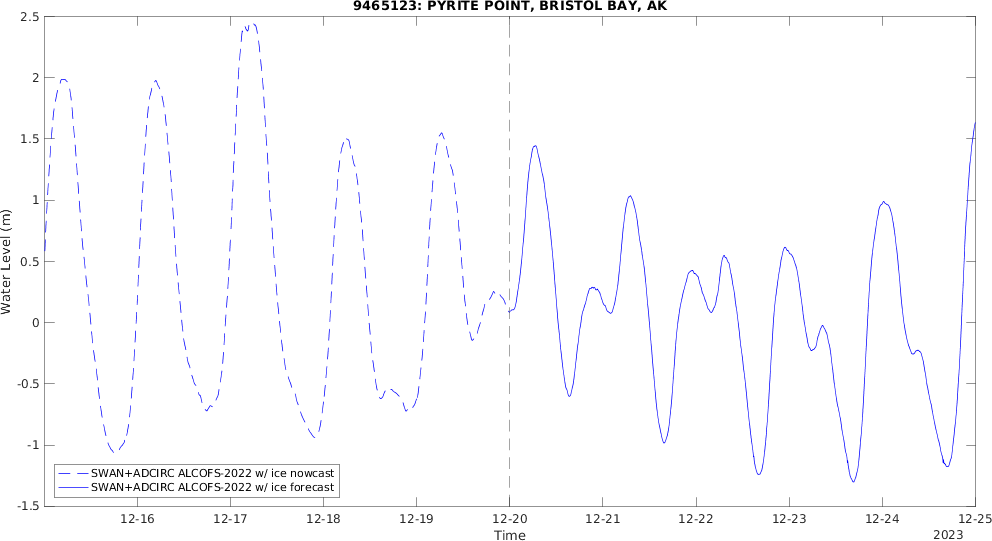 9465123: PYRITE POINT, BRISTOL BAY, AK
2.5
2
1.5
1
0.5
0
-0.5
-1
-1.5
Water Level (m)
SWAN+ADCIRC ALCOFS-2022 w/ ice nowcast
SWAN+ADCIRC ALCOFS-2022 w/ ice forecast
12-16 12-17 12-18 12-19 12-20 12-21 12-22 12-23 12-24 12-25
Time
2023